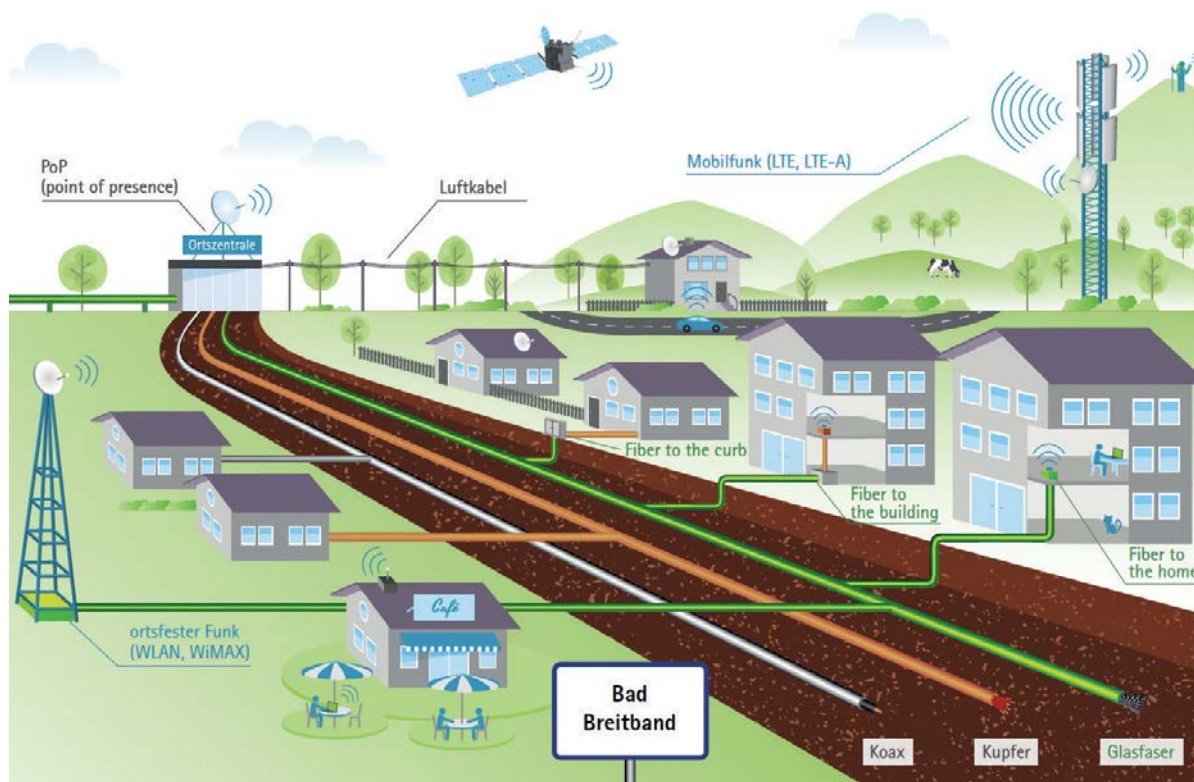 PoP
(point of presence)
Ortszentrale
Luftkabel
Mobilfunk (LTE, LTE-A)
Fiber to the curb
Fiber to
the building
Fiber to
the home
Café
ortsfester Funk
(WLAN, WiMAX)
Bad
Breitband
Koax
Kupfer
Glasfaser